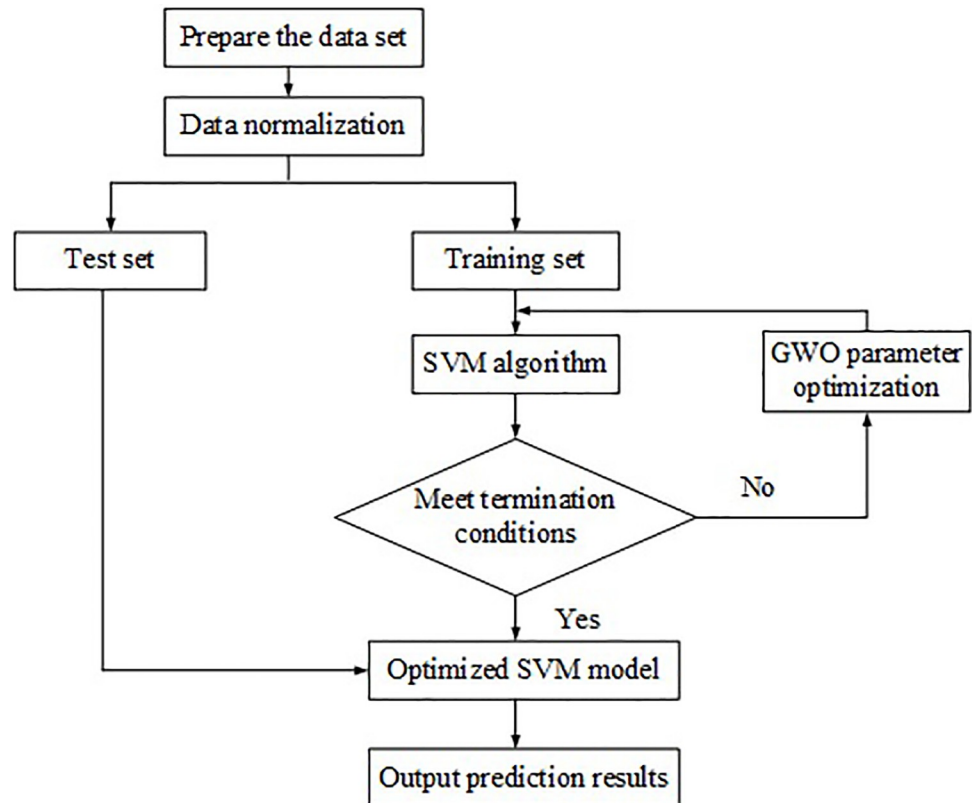 Prepare the data set
Data normalization
Test set
Training set
SVM algorithm
GWO parameter
optimization
Meet termination
conditions
No
Yes
Optimized SVM model
Output prediction results